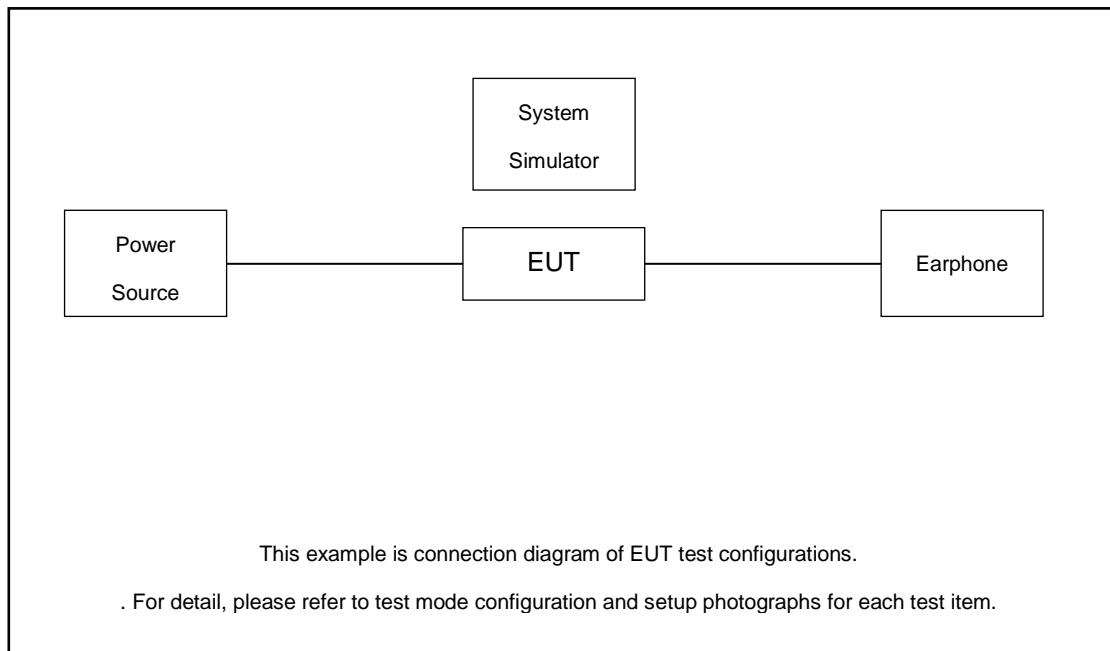 System
Simulator
Power
Source
EUT
Earphone
This example is connection diagram of EUT test configurations.
. For detail, please refer to test mode configuration and setup photographs for each test item.